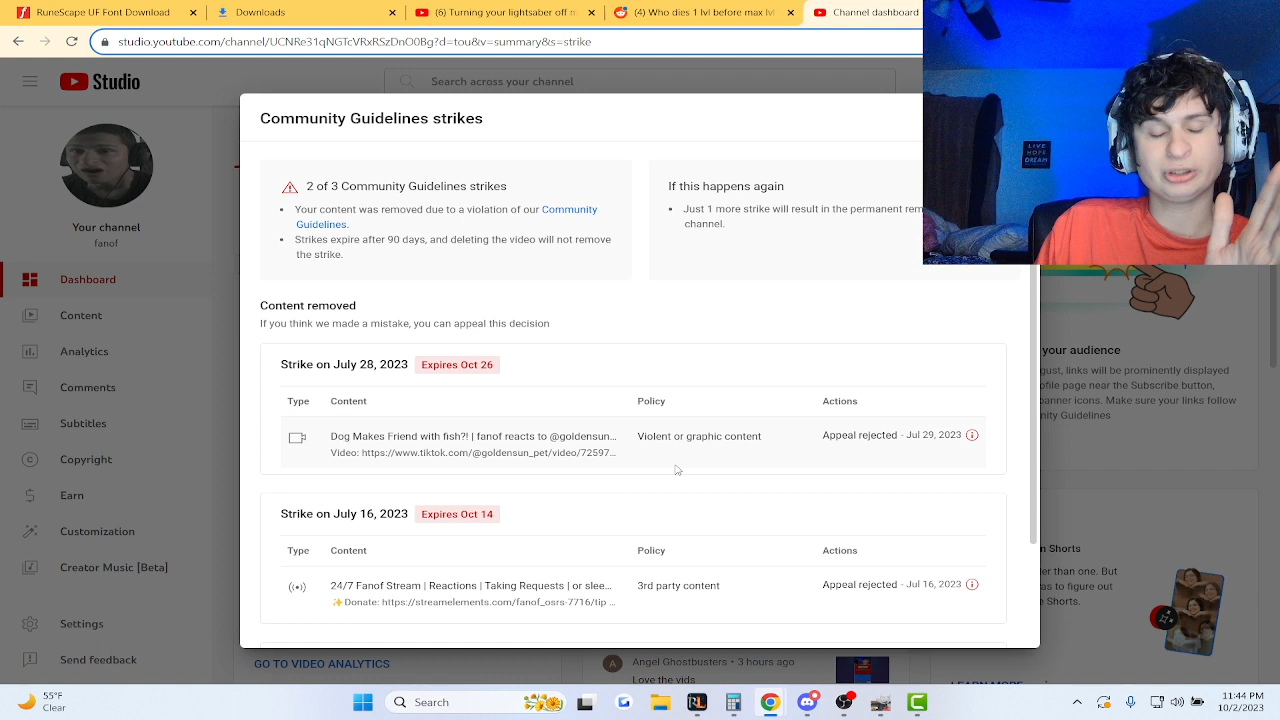 RuneScape UF Font Download
Downloads
(6) Turning your lightbulb off
(4) Who dies 1 lvl before max
Channel dashboard
studio.youtube.com/channel/UCNRe31qNGTcVRxRSzDnO0Bg?d=tou&v=summary&s=strike
Studio
Search across your channel
LIVE
HOPE
DREAM
Your channel
fanof
Dashboard
Content
Analytics
Comments
Subtitles
Copyright
Earn
Customization
Creator Music [Beta]
Settings
Send feedback
Community Guidelines strikes
2 of 3 Community Guidelines strikes
Your content was removed due to a violation of our Community
Guidelines.
Strikes expire after 90 days, and deleting the video will not remove
the strike.
If this happens again
Just 1 more strike will result in the permanent rem
channel.
Content removed
If you think we made a mistake, you can appeal this decision
Strike on July 28, 2023 Expires Oct 26
Type Content Policy Actions
Dog Makes Friend with fish?! | fanof reacts to @goldensun... Violent or graphic content Appeal rejected - Jul 29, 2023
Video: https://www.tiktok.com/@goldensun_pet/video/72597...
Strike on July 16, 2023 Expires Oct 14
Type Content Policy Actions
24/7 Fanof Stream | Reactions | Taking Requests | or slee... 3rd party content Appeal rejected - Jul 16, 2023
✨Donate: https://streamelements.com/fanof_osrs-7716/tip ...
your audience
gust, links will be prominently displayed
ofile page near the Subscribe button,
banner icons. Make sure your links follow
nity Guidelines
n Shorts
ter than one. But
as to figure out
e Shorts.
GO TO VIDEO ANALYTICS
A Angel Ghostbusters • 3 hours ago
Love the vids
55°F
Clear
Search
11:44 PM
10/2/2023